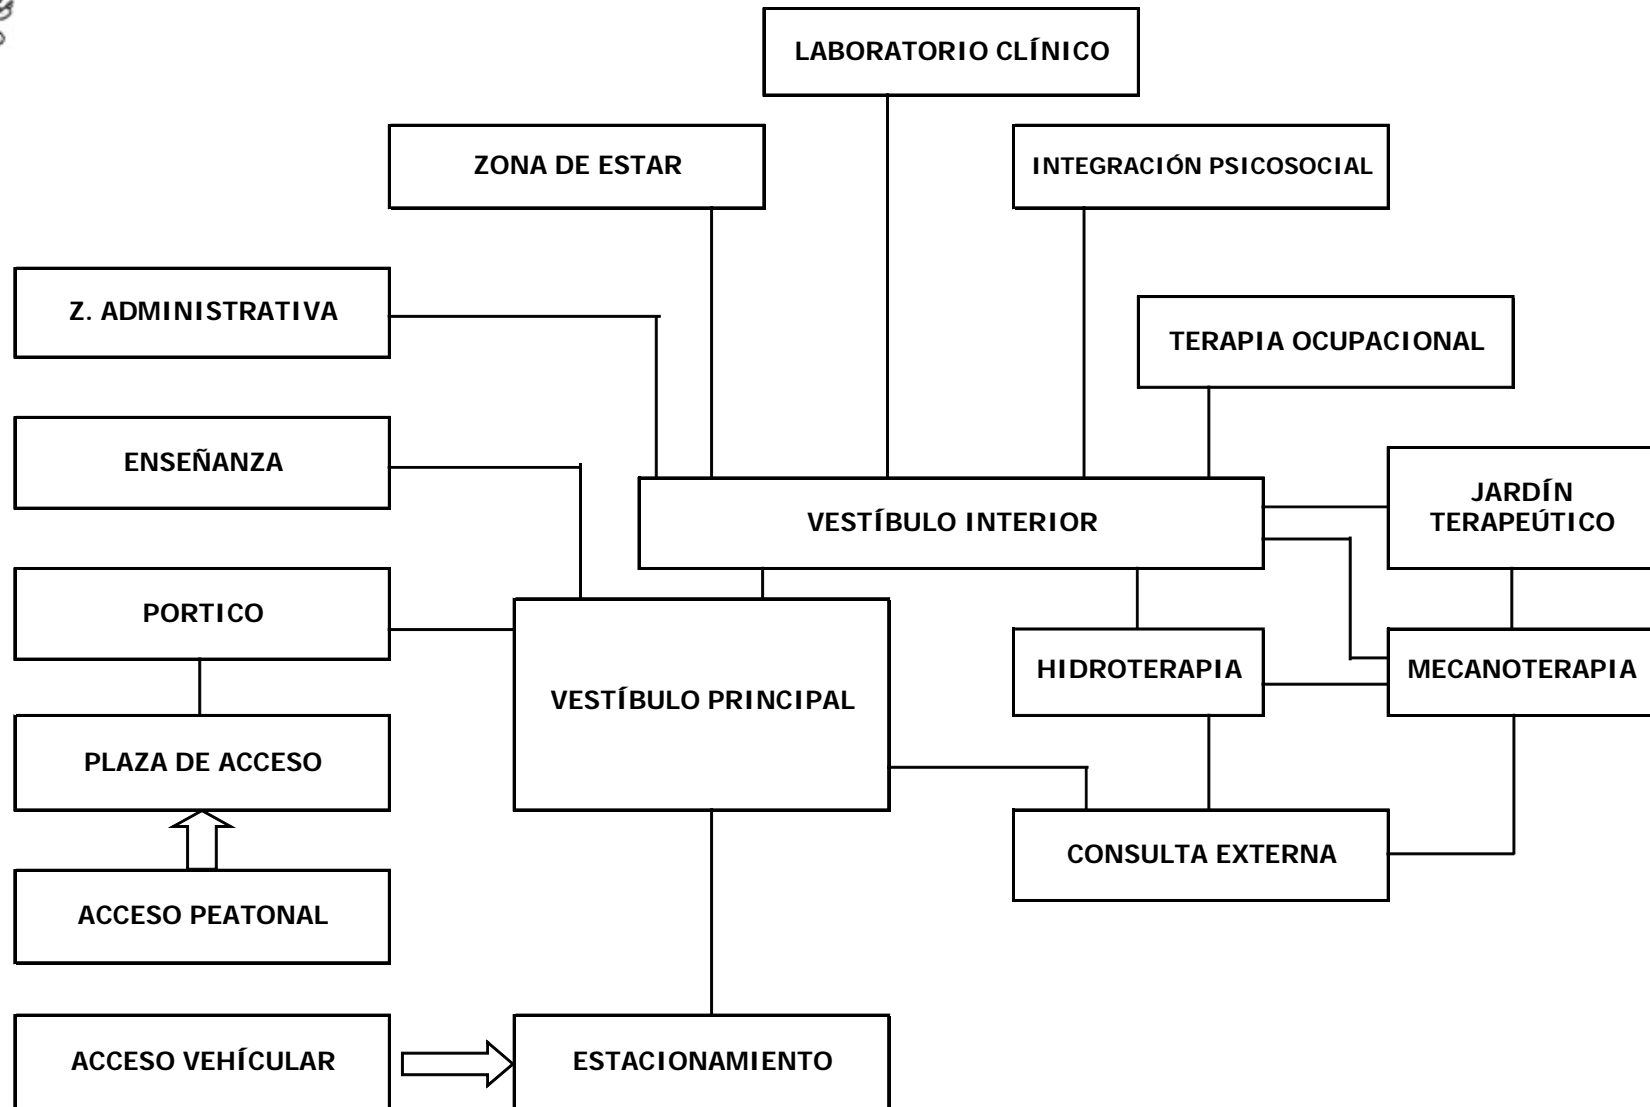 LABORATORIO CLÍNICO
ZONA DE ESTAR
INTEGRACIÓN PSICOSOCIAL
Z. ADMINISTRATIVA
TERAPIA OCUPACIONAL
ENSEÑANZA
VESTÍBULO INTERIOR
JARDÍN
TERAPEÚTICO
PORTICO
HIDROTERAPIA
MECANOTERAPIA
VESTÍBULO PRINCIPAL
PLAZA DE ACCESO
CONSULTA EXTERNA
ACCESO PEATONAL
ACCESO VEHÍCULAR
ESTACIONAMIENTO